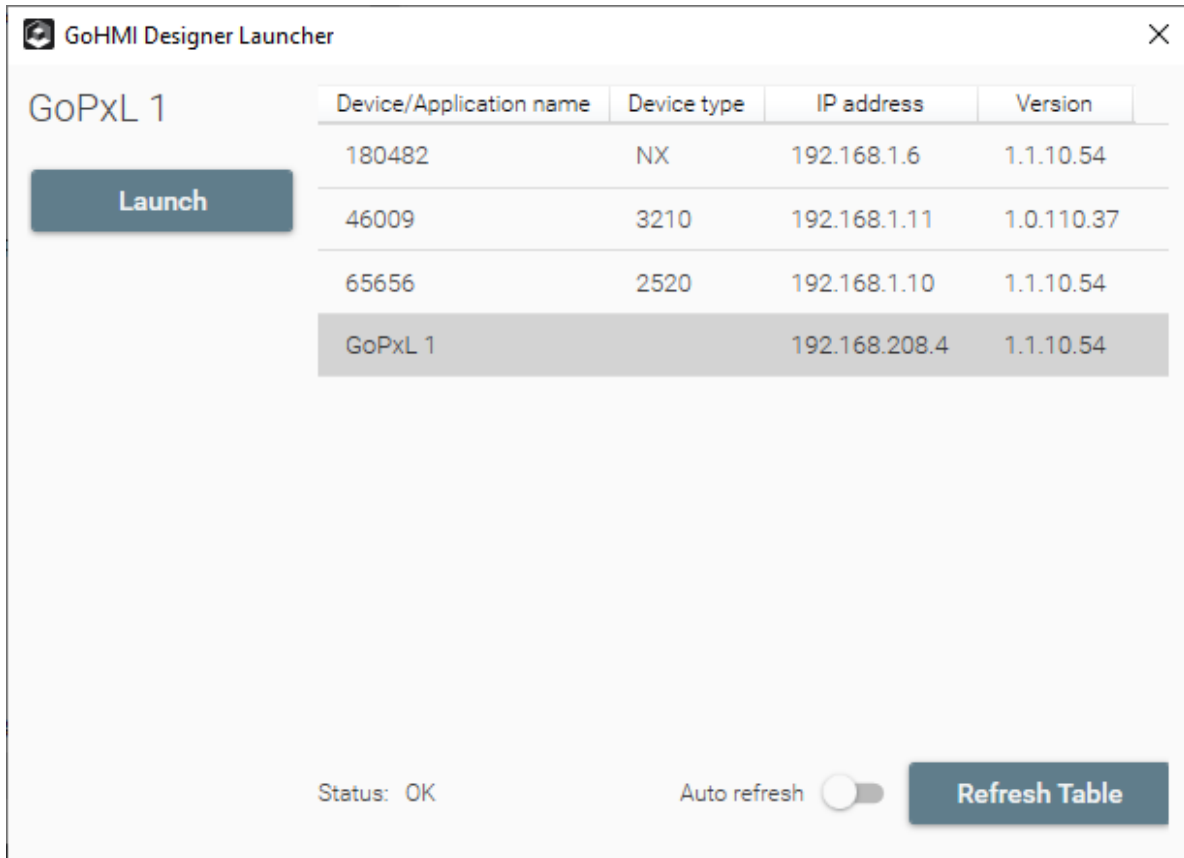 GoHMI Designer Launcher
GoPxL 1
Launch
Device/Application name Device type IP address Version
180482 NX 192.168.1.6 1.1.10.54
46009 3210 192.168.1.11 1.0.110.37
65656 2520 192.168.1.10 1.1.10.54
GoPxL 1 192.168.208.4 1.1.10.54
Status: OK Auto refresh Refresh Table